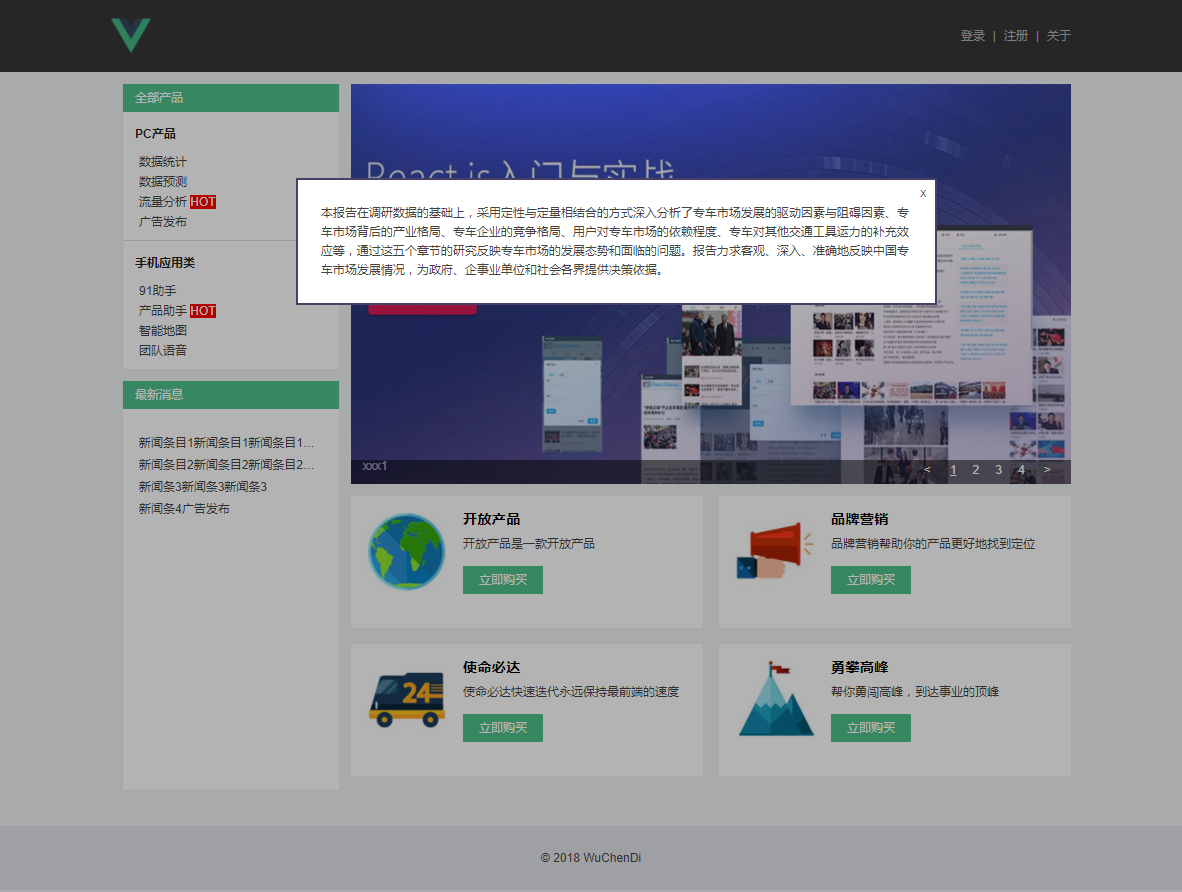 登录 | 注册 | 关于
全部产品
PC产品
数据统计
数据预测
流量分析 HOT
广告发布
手机应用类
91助手
产品助手 HOT
智能地图
团队语音
最新消息
新闻条目1新闻条目1新闻条目1...
新闻条目2新闻条目2新闻条目2...
新闻条3新闻条3新闻条3
新闻条4广告发布
React.js入门与实战
x
本报告在调研数据的基础上，采用定性与定量相结合的方式深入分析了专车市场发展的驱动因素与阻碍因素、专
车市场背后的产业格局、专车企业的竞争格局、用户对专车市场的依赖程度、专车对其他交通工具运力的补充效
应等，通过这五个章节的研究反映专车市场的发展态势和面临的问题。报告力求客观、深入、准确地反映中国专
车市场发展情况，为政府、企事业单位和社会各界提供决策依据。
xxx1
< 1 2 3 4 >
开放产品
开放产品是一款开放产品
立即购买
品牌营销
品牌营销帮助你的产品更好地找到定位
立即购买
24
使命必达
使命必达快速迭代永远保持最前端的速度
立即购买
勇攀高峰
帮你勇闯高峰，到达事业的顶峰
立即购买
© 2018 WuChenDi